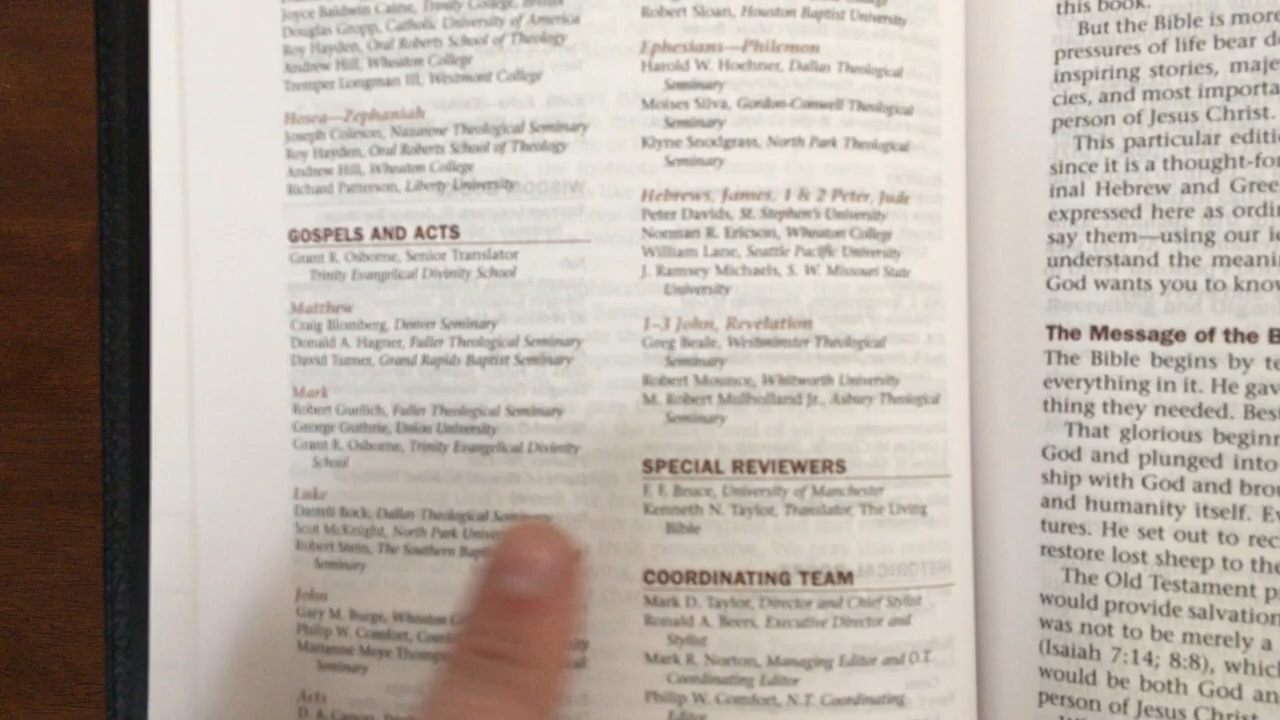 Joyce Baldwin Caine, Trinity College, Bristol
Douglas Gropp, Catholic University of America
Roy Hayden, Oral Roberts School of Theology
Andrew Hill, Wheaton College
Tremper Longman III, Westmont College
Hosea—Zephaniah
Joseph Coleson, Nazarene Theological Seminary
Roy Hayden, Oral Roberts School of Theology
Andrew Hill, Wheaton College
Richard Patterson, Liberty University
GOSPELS AND ACTS
Grant R. Osborne, Senior Translator
Trinity Evangelical Divinity School
Matthew
Craig Blomberg, Denver Seminary
Donald A. Hagner, Fuller Theological Seminary
David Turner, Grand Rapids Baptist Seminary
Mark
Robert Guelich, Fuller Theological Seminary
George Guthrie, Union University
Grant R. Osborne, Trinity Evangelical Divinity
School
Luke
Darrell Bock, Dallas Theological Seminary
Scot McKnight, North Park
Robert Stein, The Southern
Seminary
John
Gary M. Burge, Wheaton
Philip W. Comfort,
Marianne Meye
Seminary
Acts
D. A. Carson,
Robert Sloan, Houston Baptist University
Ephesians—Philemon
Harold W. Hoehner, Dallas Theological
Seminary
Moises Silva, Gordon-Conwell Theological
Seminary
Klyne Snodgrass, North Park Theological
Seminary
Hebrews, James, 1 & 2 Peter, Jude
Peter Davids, St. Stephen's University
Norman R. Ericson, Wheaton College
William Lane, Seattle Pacific University
J. Ramsey Michaels, S. W. Missouri State
University
1–3 John, Revelation
Greg Beale, Westminster Theological
Seminary
Robert Mounce, Whitworth University
M. Robert Mulholland Jr., Asbury Theological
Seminary
SPECIAL REVIEWERS
F. F. Bruce, University of Manchester
Kenneth N. Taylor, Translator, The Living
Bible
COORDINATING TEAM
Mark D. Taylor, Director and Chief Stylist
Ronald A. Beers, Executive Director and
Stylist
Mark R. Norton, Managing Editor and O.T.
Coordinating Editor
Philip W. Comfort, N.T. Coordinating
Editor
this book.
But the Bible is more
pressures of life bear
inspiring stories,
cies, and most
person of Jesus Christ.
This particular
since it is a
inal Hebrew and
expressed here as
say them—using our
understand the
God wants you to know
The Message of the
The Bible begins by
everything in it. He gave
thing they needed.
That glorious
God and plunged into
ship with God and
and humanity itself.
tures. He set out to
restore lost sheep to the
The Old Testament
would provide salvation
was not to be merely a
(Isaiah 7:14; 8:8), which
would be both God and
person of Jesus Christ